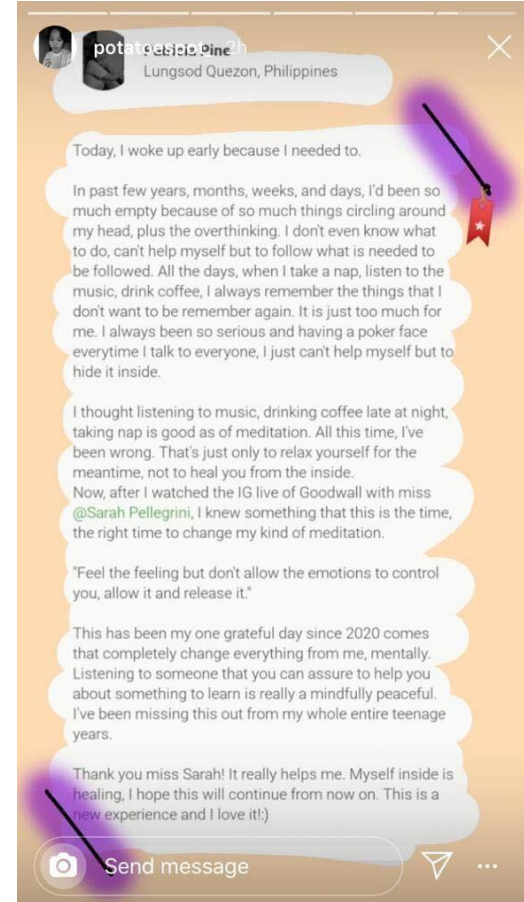 potatoespotz 2h
Patricia Pine
Lungsod Quezon, Philippines
Today, I woke up early because I needed to.
In past few years, months, weeks, and days, I'd been so
much empty because of so much things circling around
my head, plus the overthinking. I don't even know what
to do, can't help myself but to follow what is needed to
be followed. All the days, when I take a nap, listen to the
music, drink coffee, I always remember the things that I
don't want to be remember again. It is just too much for
me. I always been so serious and having a poker face
everytime I talk to everyone, I just can't help myself but to
hide it inside.
I thought listening to music, drinking coffee late at night,
taking nap is good as of meditation. All this time, I've
been wrong. That's just only to relax yourself for the
meantime, not to heal you from the inside.
Now, after I watched the IG live of Goodwall with miss
@Sarah Pellegrini, I knew something that this is the time,
the right time to change my kind of meditation.
"Feel the feeling but don't allow the emotions to control
you, allow it and release it."
This has been my one grateful day since 2020 comes
that completely change everything from me, mentally.
Listening to someone that you can assure to help you
about something to learn is really a mindfully peaceful.
I've been missing this out from my whole entire teenage
years.
Thank you miss Sarah! It really helps me. Myself inside is
healing, I hope this will continue from now on. This is a
new experience and I love it!:)
Send message